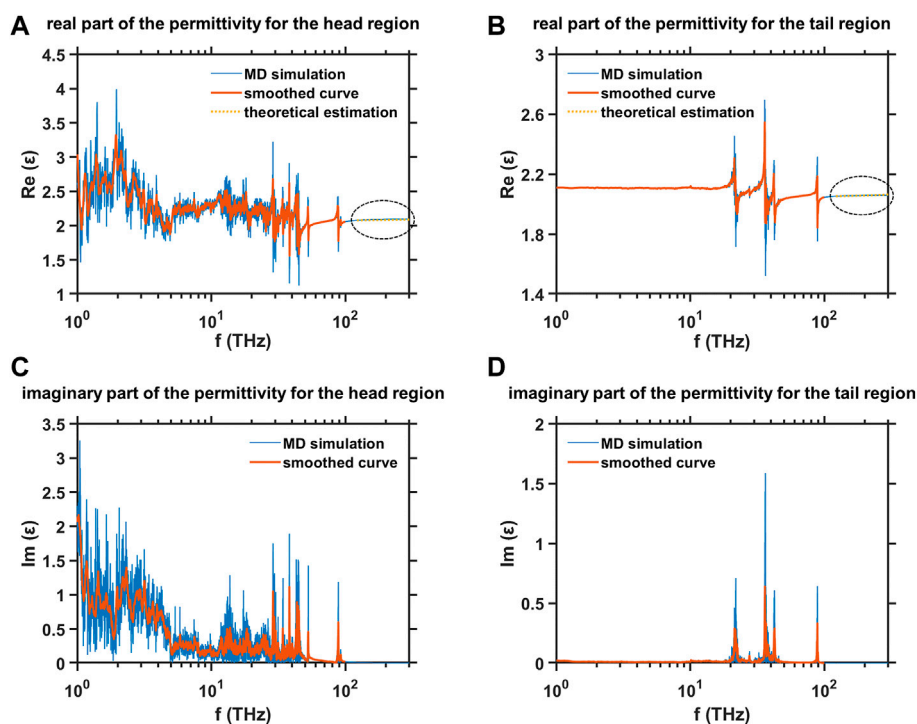 A
real part of the permittivity for the head region
4.5
4
3.5
3
2.5
2
1.5
1
Re (ε)
MD simulation
smoothed curve
theoretical estimation
10^0
10^1
10^2
f (THz)
B
real part of the permittivity for the tail region
3
2.6
2.2
1.8
1.4
Re (ε)
MD simulation
smoothed curve
theoretical estimation
10^0
10^1
10^2
f (THz)
C
imaginary part of the permittivity for the head region
3.5
3
2.5
2
1.5
1
0.5
0
Im (ε)
MD simulation
smoothed curve
10^0
10^1
10^2
f (THz)
D
imaginary part of the permittivity for the tail region
2
1.5
1
0.5
0
Im (ε)
MD simulation
smoothed curve
10^0
10^1
10^2
f (THz)